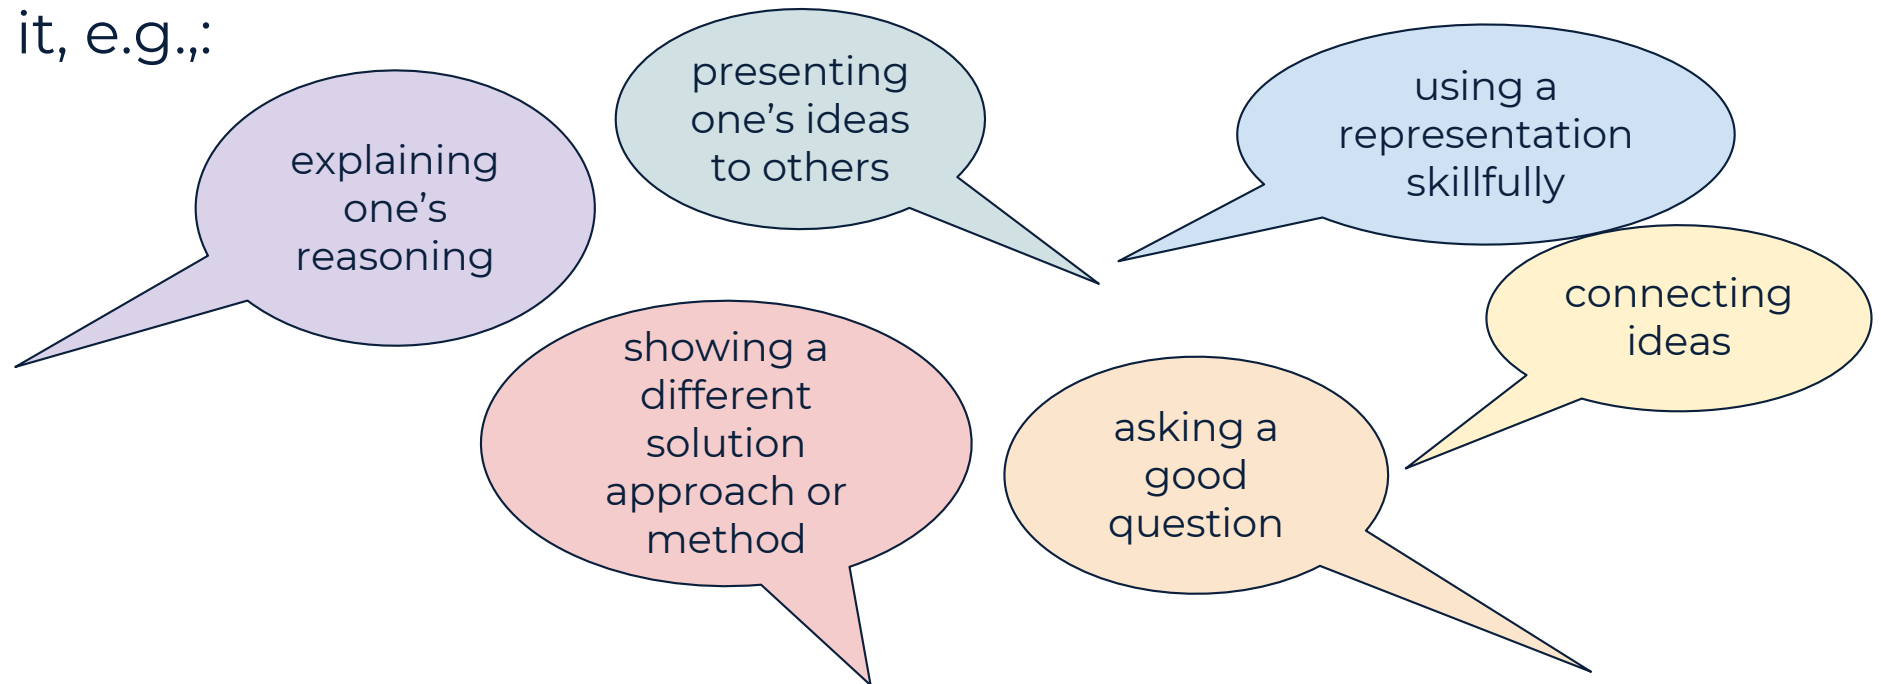 it, e.g.,:
explaining
one’s
reasoning
presenting
one’s ideas
to others
using a
representation
skillfully
connecting
ideas
showing a
different
solution
approach or
method
asking a
good
question